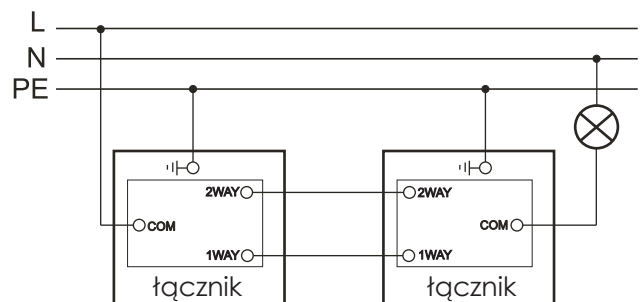 L
N
PE
2WAY 2WAY
COM COM
1WAY 1WAY
łącznik łącznik